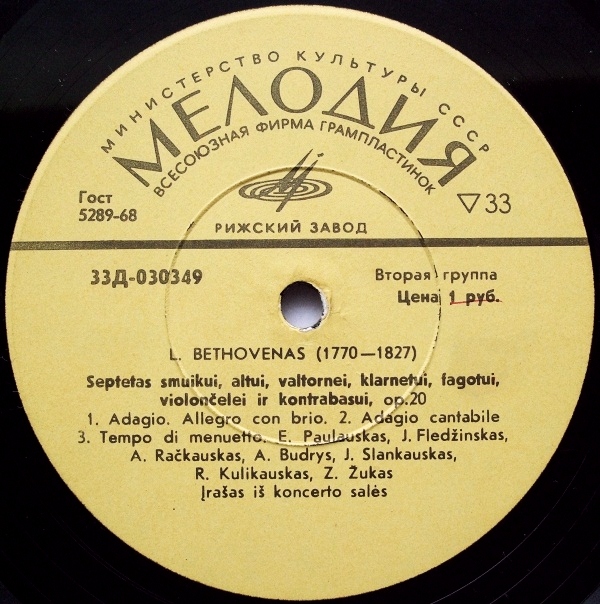 МИНИСТЕРСТВО КУЛЬТУРЫ СССР
МЕЛОДИЯ
ВСЕСОЮЗНАЯ ФИРМА ГРАМПЛАСТИНОК
Гост
5289-68
▽33
РИЖСКИЙ ЗАВОД
33Д-030349
Вторая группа
Цена 1 руб.
L. BETHOVENAS (1770—1827)
Septetas smuikui, altui, valtornei, klarnetui, fagotui,
violončelei ir kontrabasui, op.20
1. Adagio. Allegro con brio. 2. Adagio cantabile
3. Tempo di menuetto. E. Paulauskas, J. Fledžinskas,
A. Račkauskas, A. Budrys, J. Slankauskas,
R. Kulikauskas, Z. Žukas
Įrašas iš koncerto salės